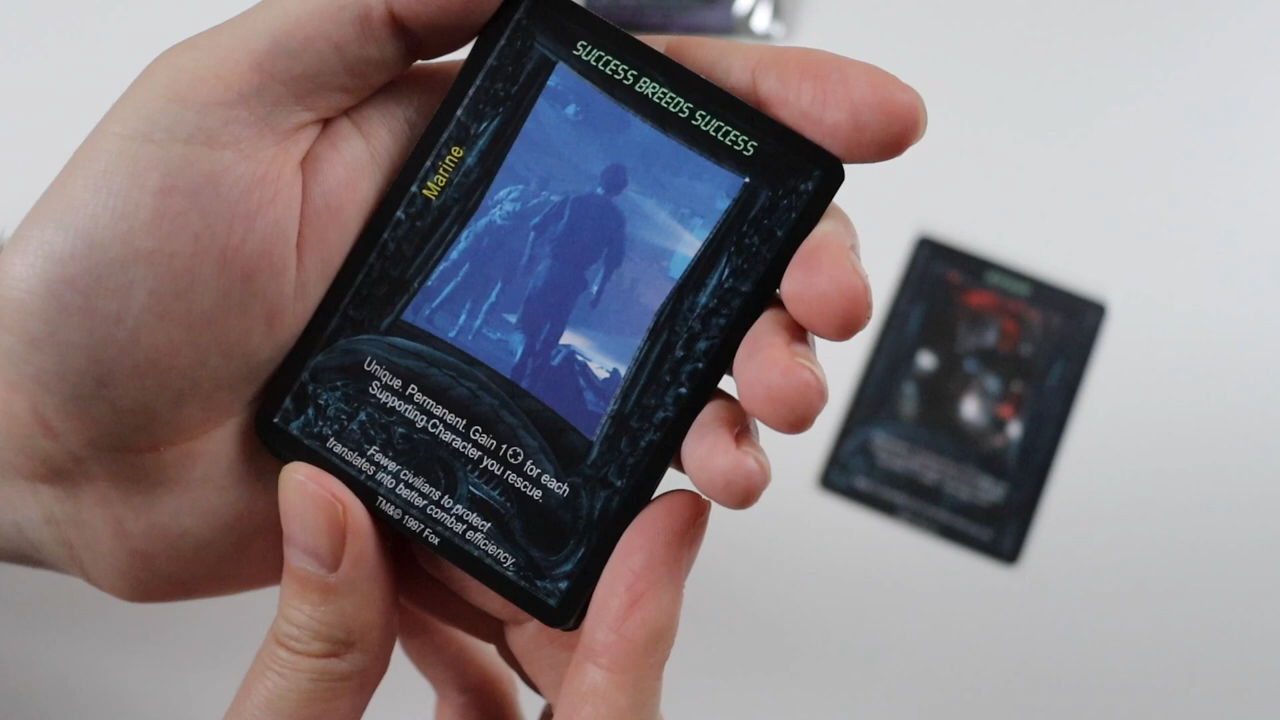 SUCCESS BREEDS SUCCESS
Marine
Unique. Permanent. Gain 1 for each
Supporting Character you rescue.
Fewer civilians to protect
translates into better combat efficiency.
TM&© 1997 Fox